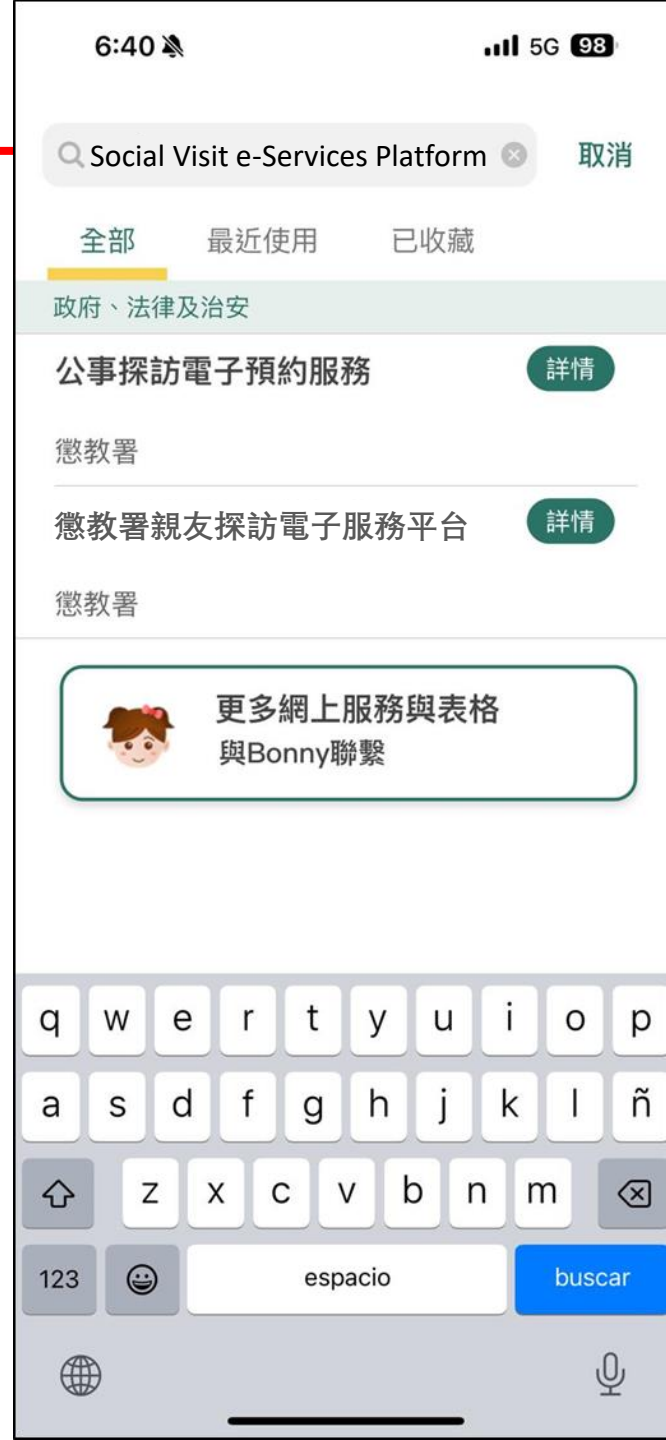 6:40 5G 98
Social Visit e-Services Platform 取消
全部 最近使用 已收藏
政府、法律及治安
公事探訪電子預約服務 詳情
懲教署
懲教署親友探訪電子服務平台 詳情
懲教署
更多網上服務與表格
與Bonny聯繫
q w e r t y u i o p
a s d f g h j k l ñ
z x c v b n m
123 espacio buscar